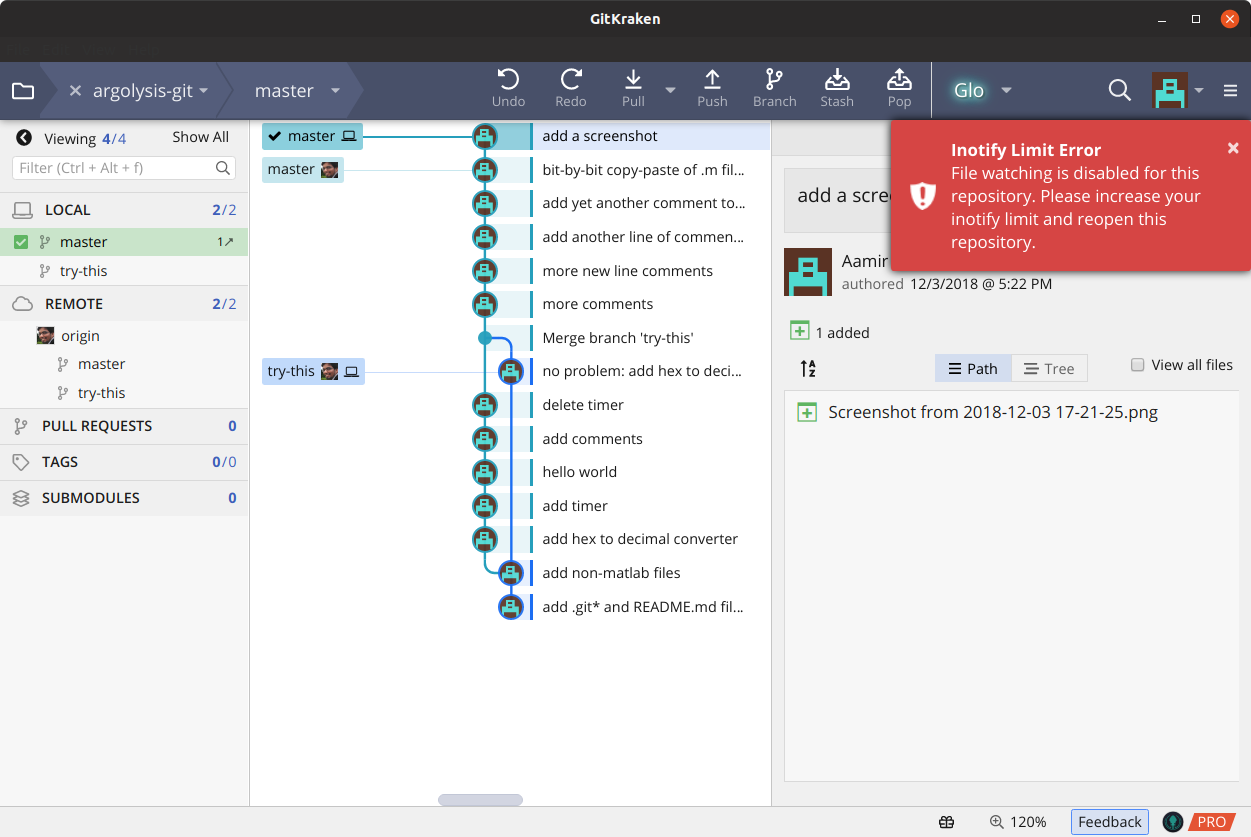 GitKraken
argolysis-git
master
Undo
Redo
Pull
Push
Branch
Stash
Pop
Glo
Viewing 4/4
Show All
Filter (Ctrl + Alt + f)
LOCAL
2/2
master
1↗
try-this
REMOTE
2/2
origin
master
try-this
PULL REQUESTS
0
TAGS
0/0
SUBMODULES
0
master
add a screenshot
master
bit-by-bit copy-paste of .m fil...
add yet another comment to...
add another line of commen...
more new line comments
more comments
Merge branch 'try-this'
try-this
no problem: add hex to deci...
delete timer
add comments
hello world
add timer
add hex to decimal converter
add non-matlab files
add .git* and README.md fil...
Inotify Limit Error
File watching is disabled for this
repository. Please increase your
inotify limit and reopen this
repository.
add a scre
Aamir
authored 12/3/2018 @ 5:22 PM
1 added
A
Z
Path
Tree
View all files
Screenshot from 2018-12-03 17-21-25.png
120%
Feedback
PRO